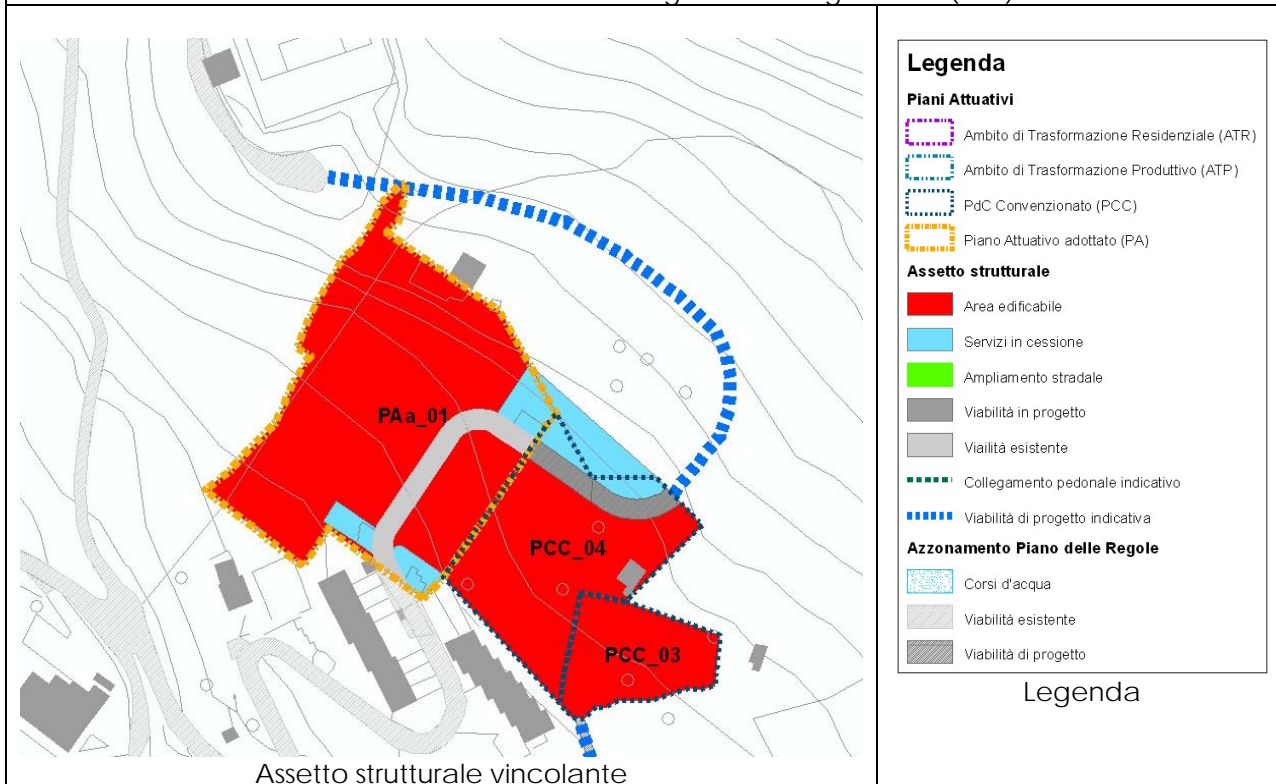 PAa_01
PCC_04
PCC_03
Assetto strutturale vincolante
Legenda
Piani Attuativi
Ambito di Trasformazione Residenziale (ATR)
Ambito di Trasformazione Produttivo (ATP)
PdC Convenzionato (PCC)
Piano Attuativo adottato (PA)
Assetto strutturale
Area edificabile
Servizi in cessione
Ampliamento stradale
Viabilità in progetto
Viailità esistente
Collegamento pedonale indicativo
Viabilità di progetto indicativa
Azzonamento Piano delle Regole
Corsi d'acqua
Viabilità esistente
Viabilità di progetto
Legenda